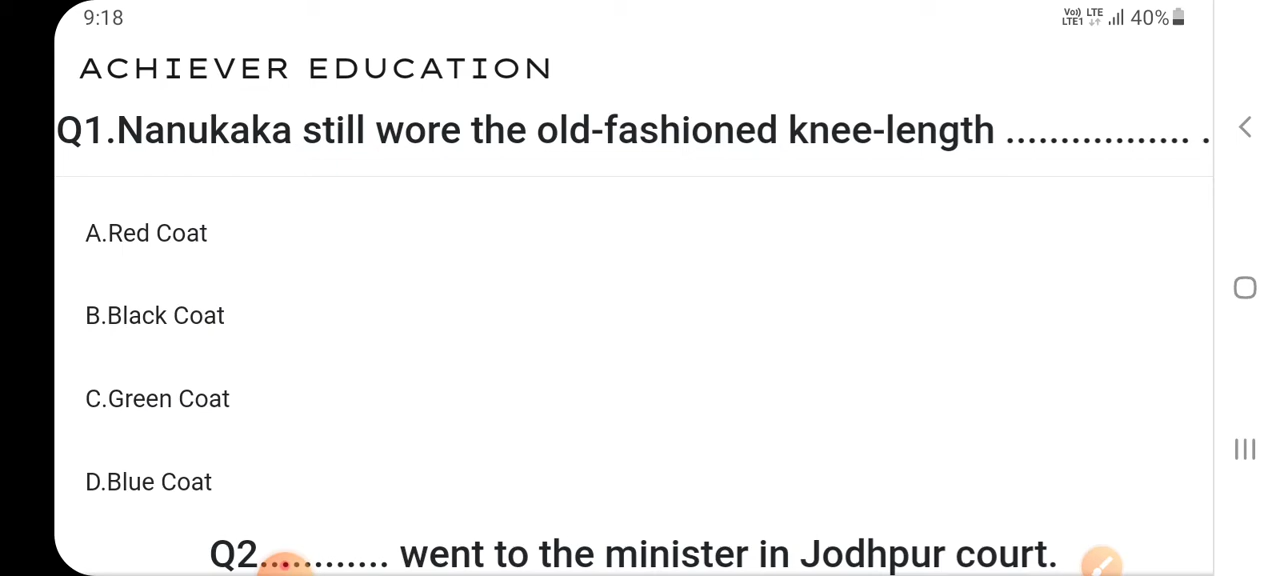 9:18
Vo)) LTE
LTE1 40%
ACHIEVER EDUCATION
Q1.Nanukaka still wore the old-fashioned knee-length ................. .
A.Red Coat
B.Black Coat
C.Green Coat
D.Blue Coat
Q2............ went to the minister in Jodhpur court.